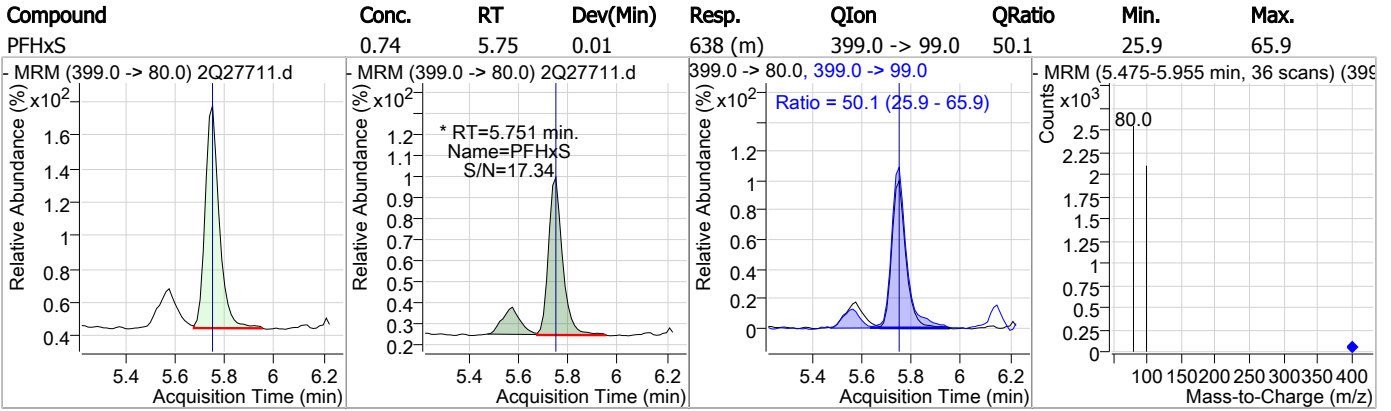 Compound Conc. RT Dev(Min) Resp. QIon QRatio Min. Max.
PFHxS 0.74 5.75 0.01 638 (m) 399.0 -> 99.0 50.1 25.9 65.9
- MRM (399.0 -> 80.0) 2Q27711.d
x10²
Relative Abundance (%)
1.6
1.4
1.2
1
0.8
0.6
0.4
5.4 5.6 5.8 6 6.2
Acquisition Time (min)
- MRM (399.0 -> 80.0) 2Q27711.d
x10²
Relative Abundance (%)
* RT=5.751 min.
Name=PFHxS
S/N=17.34
1.2
1.1
1
0.9
0.8
0.7
0.6
0.5
0.4
0.3
0.2
5.4 5.6 5.8 6 6.2
Acquisition Time (min)
399.0 -> 80.0, 399.0 -> 99.0
x10²
Relative Abundance (%)
Ratio = 50.1 (25.9 - 65.9)
1.2
1
0.8
0.6
0.4
0.2
0
5.4 5.6 5.8 6 6.2
Acquisition Time (min)
- MRM (5.475-5.955 min, 36 scans) (399
x10³
Counts
80.0
2.5
2.25
2
1.75
1.5
1.25
1
0.75
0.5
0.25
0
100 150 200 250 300 350 400
Mass-to-Charge (m/z)